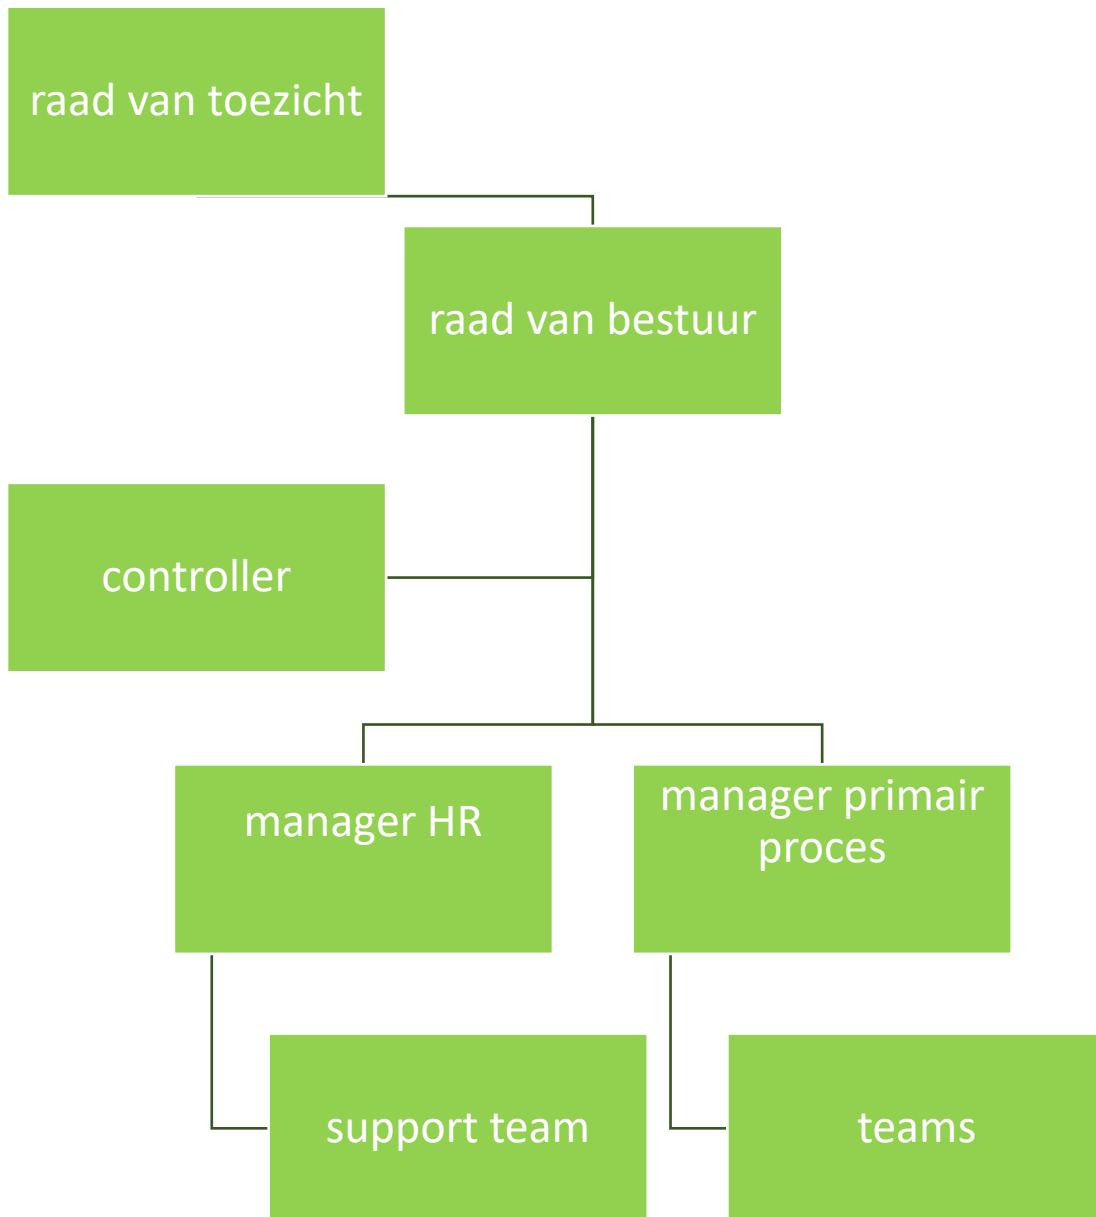 raad van toezicht
raad van bestuur
controller
manager HR
manager primair
proces
support team
teams